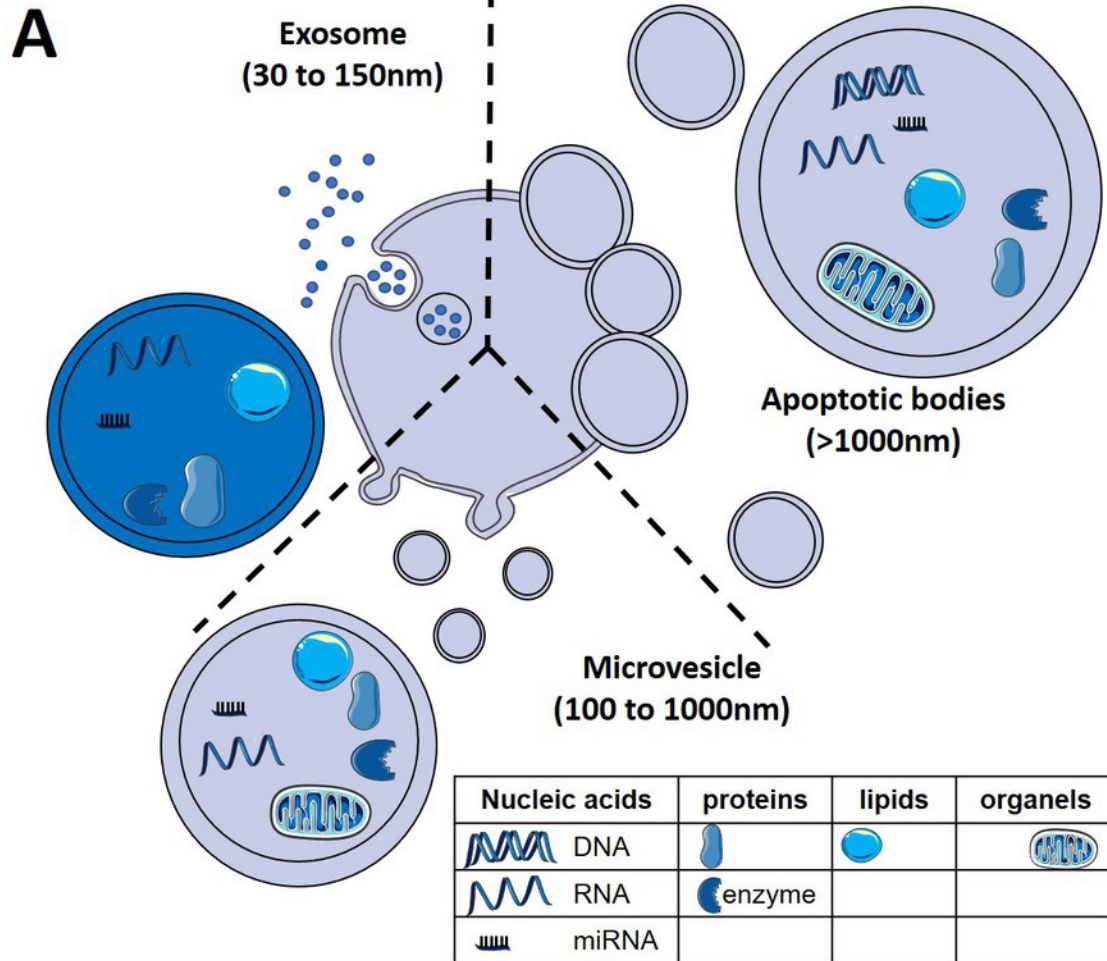 A
Exosome
(30 to 150nm)
Apoptotic bodies
(>1000nm)
Microvesicle
(100 to 1000nm)
Nucleic acids proteins lipids organels
DNA
RNA enzyme
miRNA